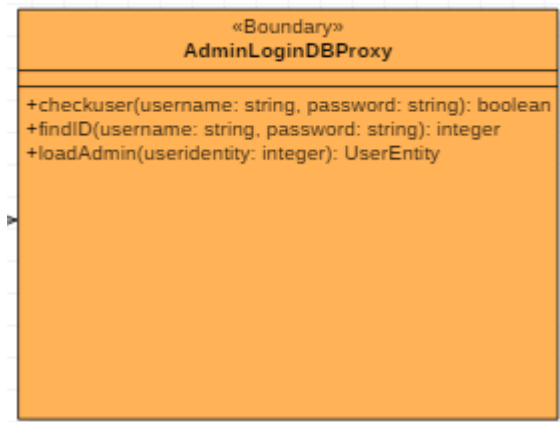 «Boundary»
AdminLoginDBProxy
+checkuser(username: string, password: string): boolean
+findID(username: string, password: string): integer
+loadAdmin(useridentity: integer): UserEntity